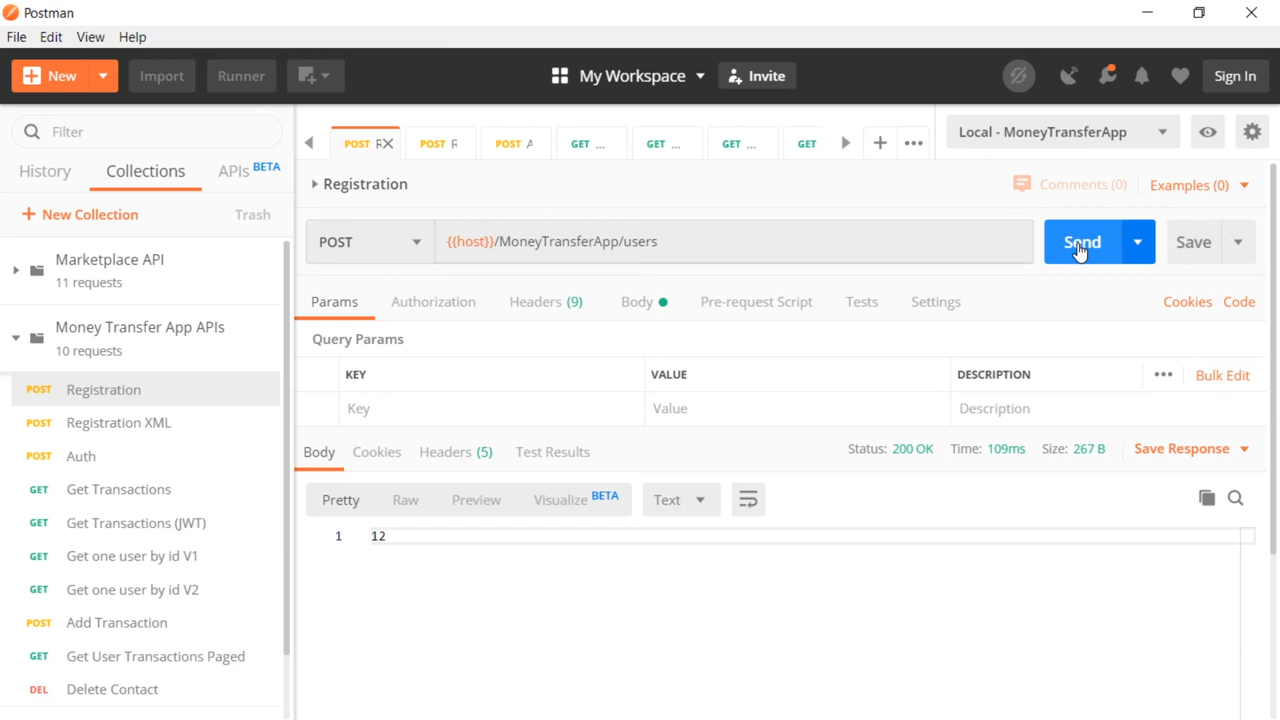 Postman
File Edit View Help
New Import Runner My Workspace Invite Sign In
Filter
History Collections APIs BETA
New Collection Trash
Marketplace API
11 requests
Money Transfer App APIs
10 requests
POST Registration
POST Registration XML
POST Auth
GET Get Transactions
GET Get Transactions (JWT)
GET Get one user by id V1
GET Get one user by id V2
POST Add Transaction
GET Get User Transactions Paged
DEL Delete Contact
POST R POST R POST A GET ... GET ... GET ... GET Local - MoneyTransferApp
Registration Comments (0) Examples (0)
POST {{host}}/MoneyTransferApp/users Send Save
Params Authorization Headers (9) Body Pre-request Script Tests Settings Cookies Code
Query Params
KEY VALUE DESCRIPTION Bulk Edit
Key Value Description
Body Cookies Headers (5) Test Results Status: 200 OK Time: 109ms Size: 267 B Save Response
Pretty Raw Preview Visualize BETA Text
1 12